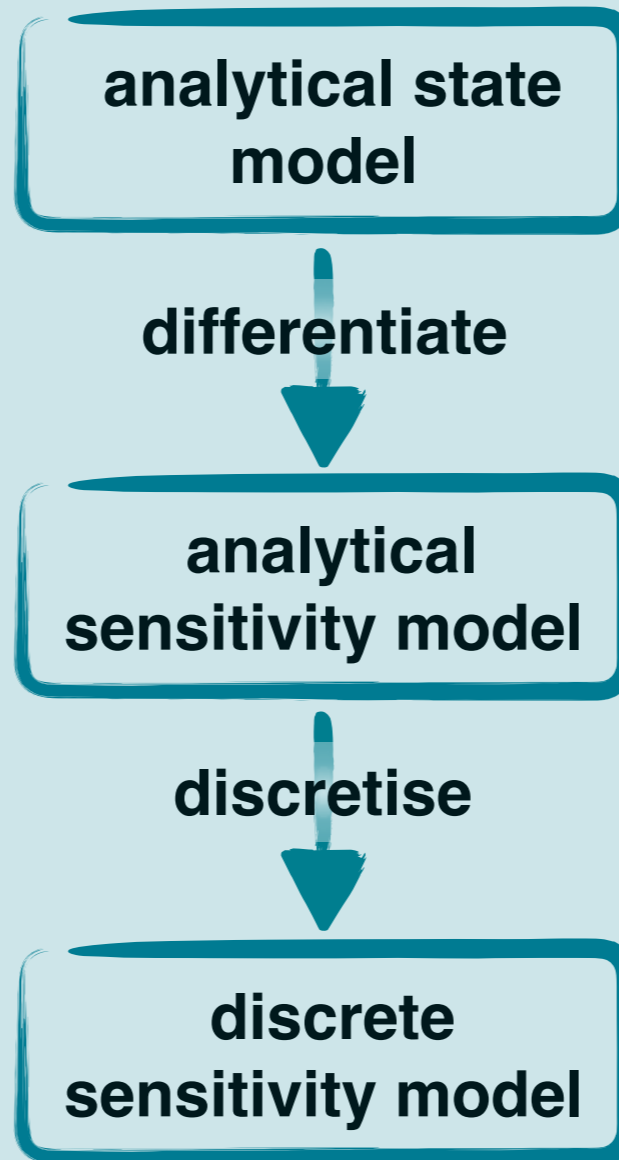 analytical state
model
differentiate
analytical
sensitivity model
discretise
discrete
sensitivity model